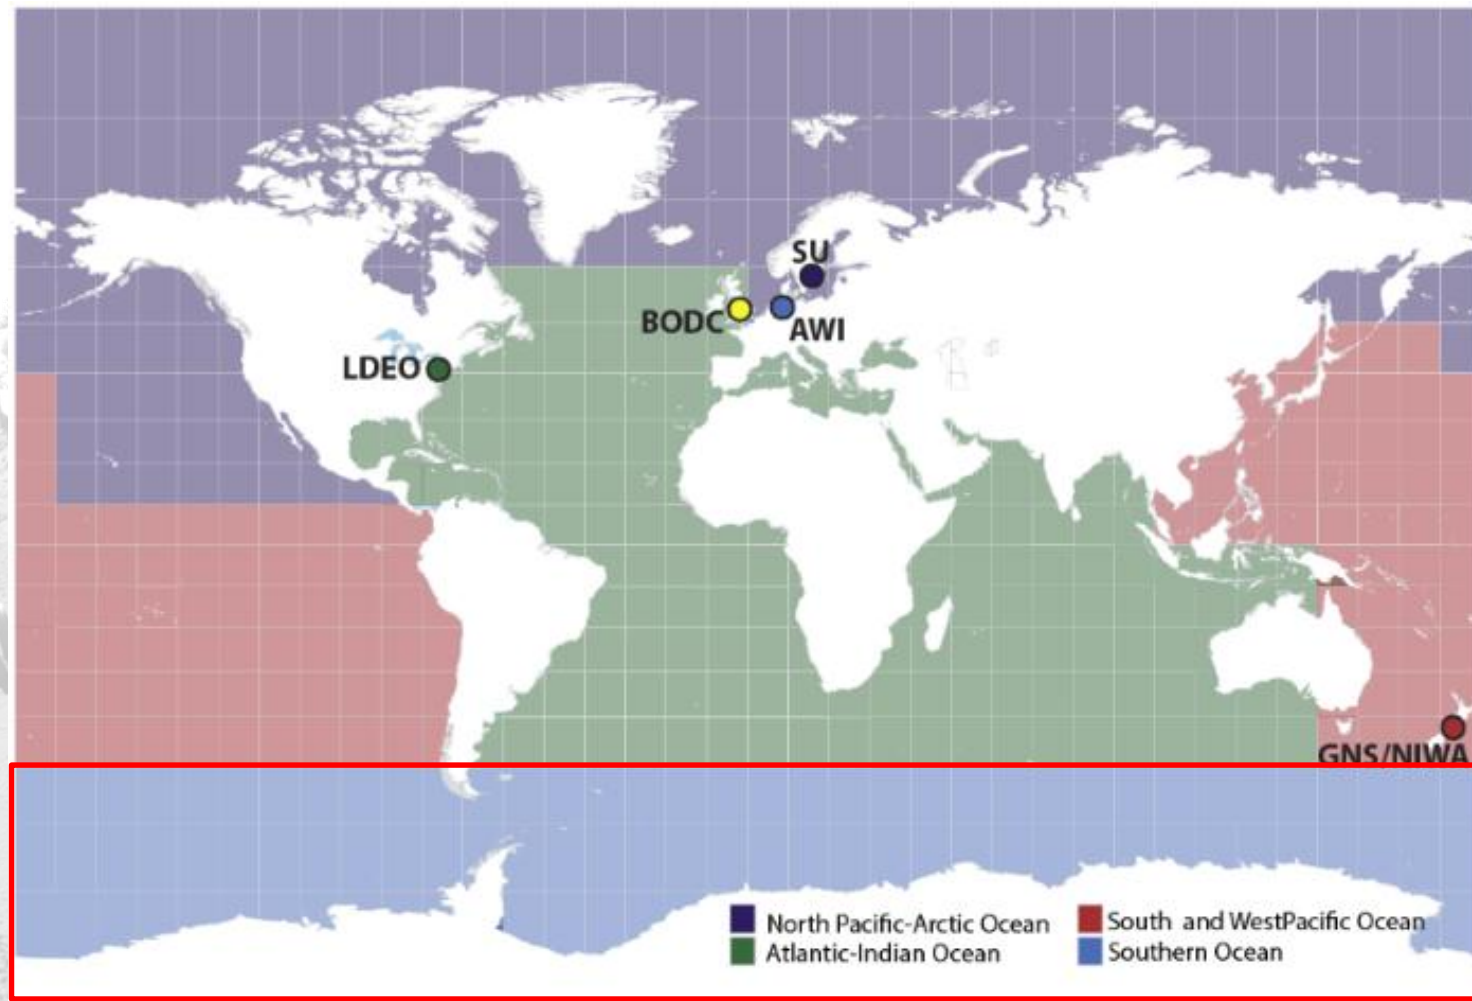 SU
BODC
AWI
LDEO
GNS/NIWA
North Pacific-Arctic Ocean
Atlantic-Indian Ocean
South and WestPacific Ocean
Southern Ocean